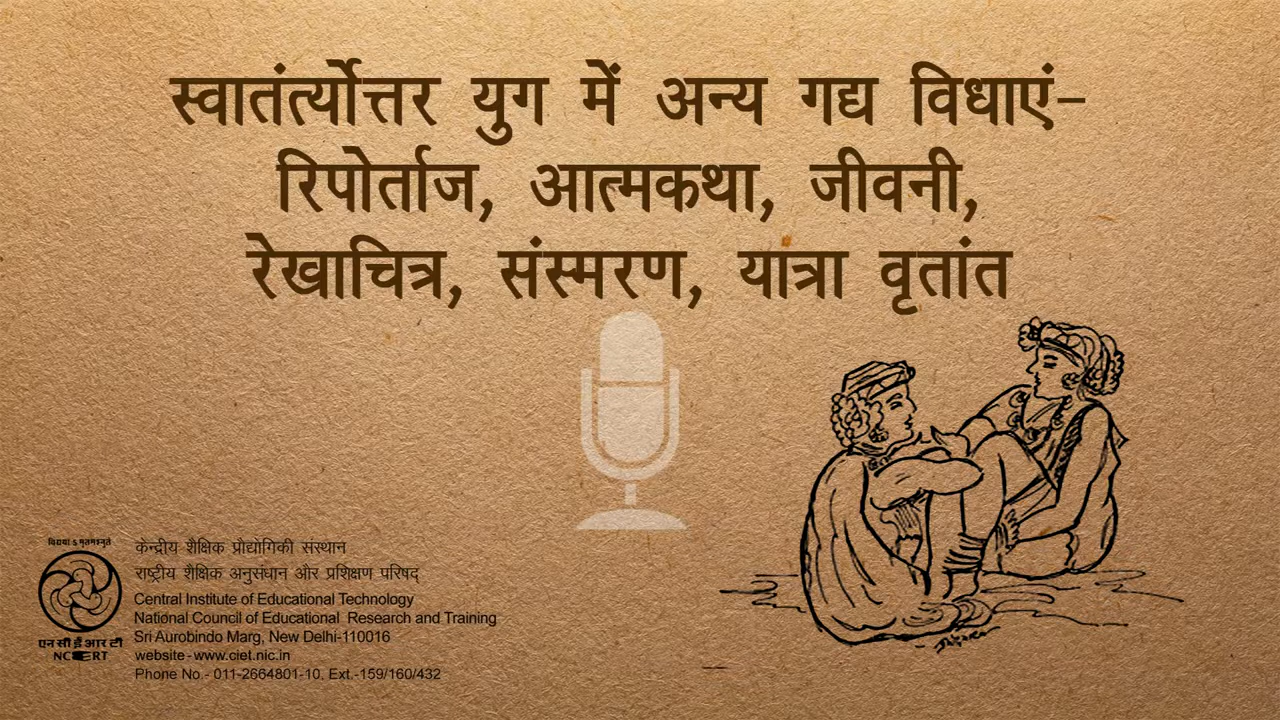 स्वातंर्त्योत्तर युग में अन्य गद्य विधाएं-
रिपोर्ताज, आत्मकथा, जीवनी,
रेखाचित्र, संस्मरण, यात्रा वृतांत
विद्यया ऽ मृतमश्नुते
एन सी ई आर टी
NCERT
केन्द्रीय शैक्षिक प्रौद्योगिकी संस्थान
राष्ट्रीय शैक्षिक अनुसंधान और प्रशिक्षण परिषद्
Central Institute of Educational Technology
National Council of Educational Research and Training
Sri Aurobindo Marg, New Delhi-110016
website - www.ciet.nic.in
Phone No.- 011-2664801-10, Ext.-159/160/432